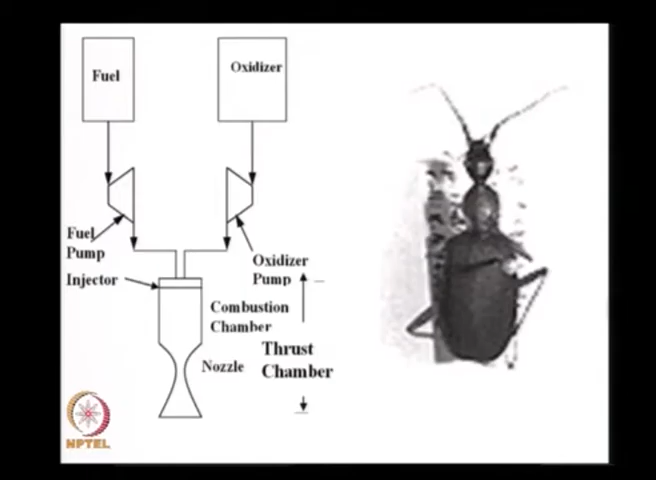 Fuel
Oxidizer
Fuel
Pump
Oxidizer
Pump
Injector
Combustion
Chamber
Nozzle
Thrust
Chamber
NPTEL